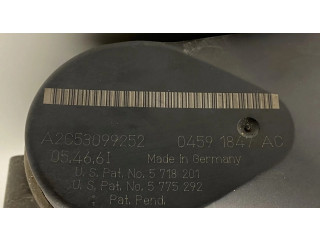 A2C53099252 0459 1847 AC
05.46.61 Made in Germany
U.S. Pat. No. 5 718 201
U.S. Pat. No. 5 775 292
Pat. Pend.